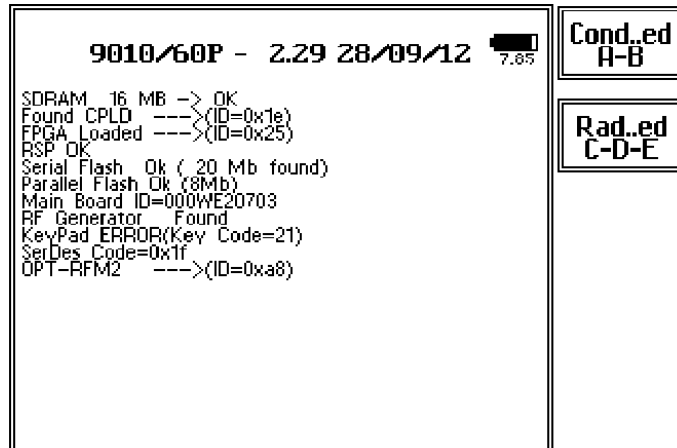 9010/60P - 2.29 28/09/12
7.85
SDRAM 16 MB -> OK
Found CPLD --->(ID=0x1e)
FPGA Loaded --->(ID=0x25)
RSP OK
Serial Flash Ok ( 20 Mb found)
Parallel Flash Ok (8Mb)
Main Board ID=000WE20703
RF Generator Found
KeyPad ERROR(Key Code=21)
SerDes Code=0x1f
OPT-RFM2 --->(ID=0xa8)
Cond..ed
A-B
Rad..ed
C-D-E